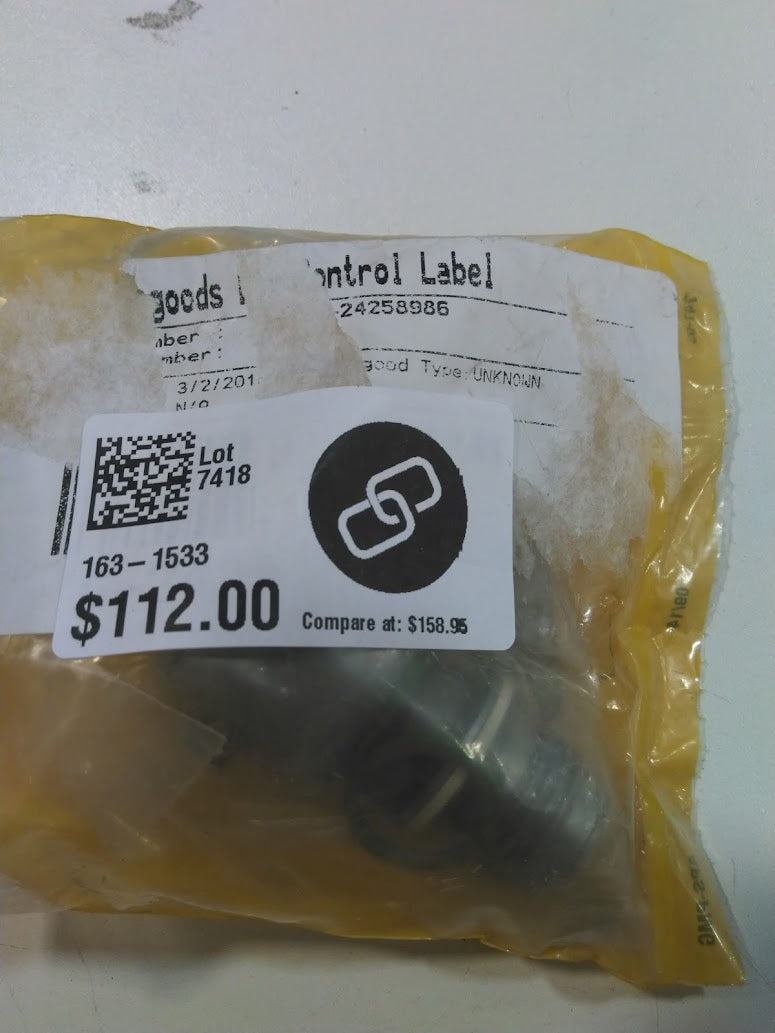 goods ontrol Label
-24258986
mber :
mber :
good Type:UNKNOWN
3/2/201
N/A
Lot
7418
163-1533
$112.00
Compare at: $158.95